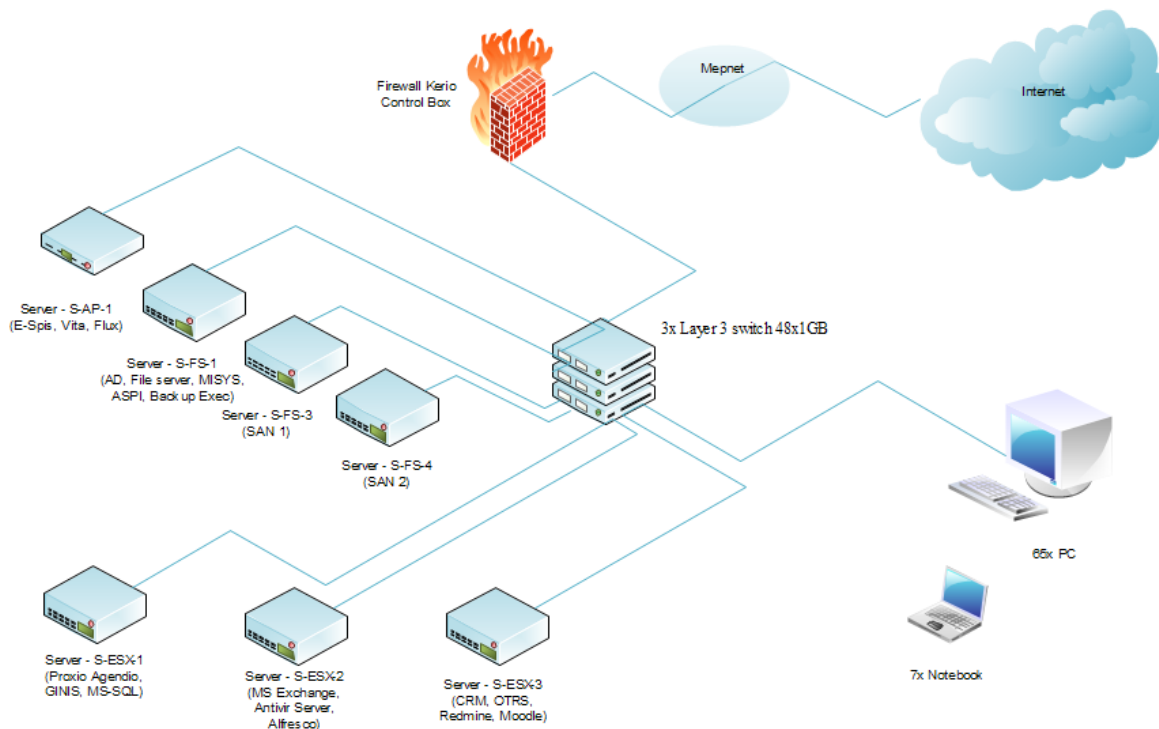 Firewall Kerio
Control Box
Mepnet
Internet
Server - S-AP-1
(E-Spis, Vita, Flux)
Server - S-FS-1
(AD, File server, MISYS,
ASPI, Back up Exec)
Server - S-FS-3
(SAN 1)
Server - S-FS-4
(SAN 2)
3x Layer 3 switch 48x1GB
65x PC
7x Notebook
Server - S-ESX-1
(Proxio Agendio,
GINIS, MS-SQL)
Server - S-ESX-2
(MS Exchange,
Antivir Server,
Alfresco)
Server - S-ESX-3
(CRM, OTRS,
Redmine, Moodle)